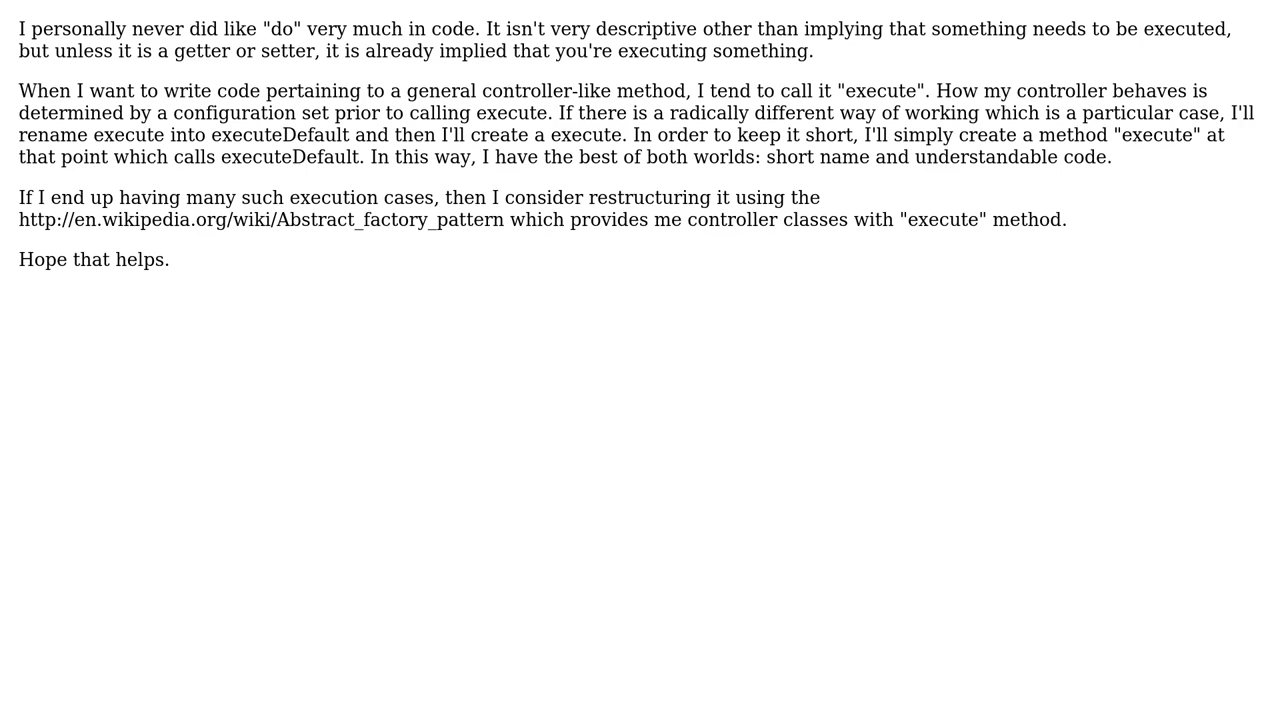 I personally never did like "do" very much in code. It isn't very descriptive other than implying that something needs to be executed,
but unless it is a getter or setter, it is already implied that you're executing something.
When I want to write code pertaining to a general controller-like method, I tend to call it "execute". How my controller behaves is
determined by a configuration set prior to calling execute. If there is a radically different way of working which is a particular case, I'll
rename execute into executeDefault and then I'll create a execute. In order to keep it short, I'll simply create a method "execute" at
that point which calls executeDefault. In this way, I have the best of both worlds: short name and understandable code.
If I end up having many such execution cases, then I consider restructuring it using the
http://en.wikipedia.org/wiki/Abstract_factory_pattern which provides me controller classes with "execute" method.
Hope that helps.